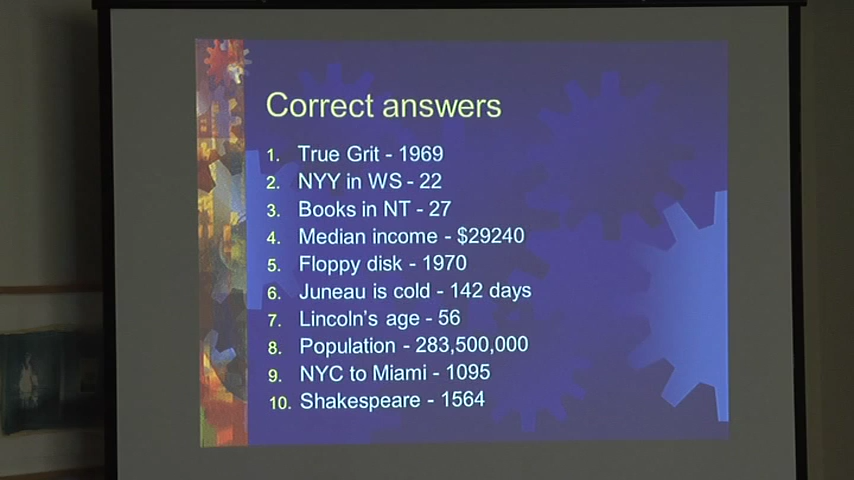 Correct answers
1. True Grit - 1969
2. NYY in WS - 22
3. Books in NT - 27
4. Median income - $29240
5. Floppy disk - 1970
6. Juneau is cold - 142 days
7. Lincoln's age - 56
8. Population - 283,500,000
9. NYC to Miami - 1095
10. Shakespeare - 1564